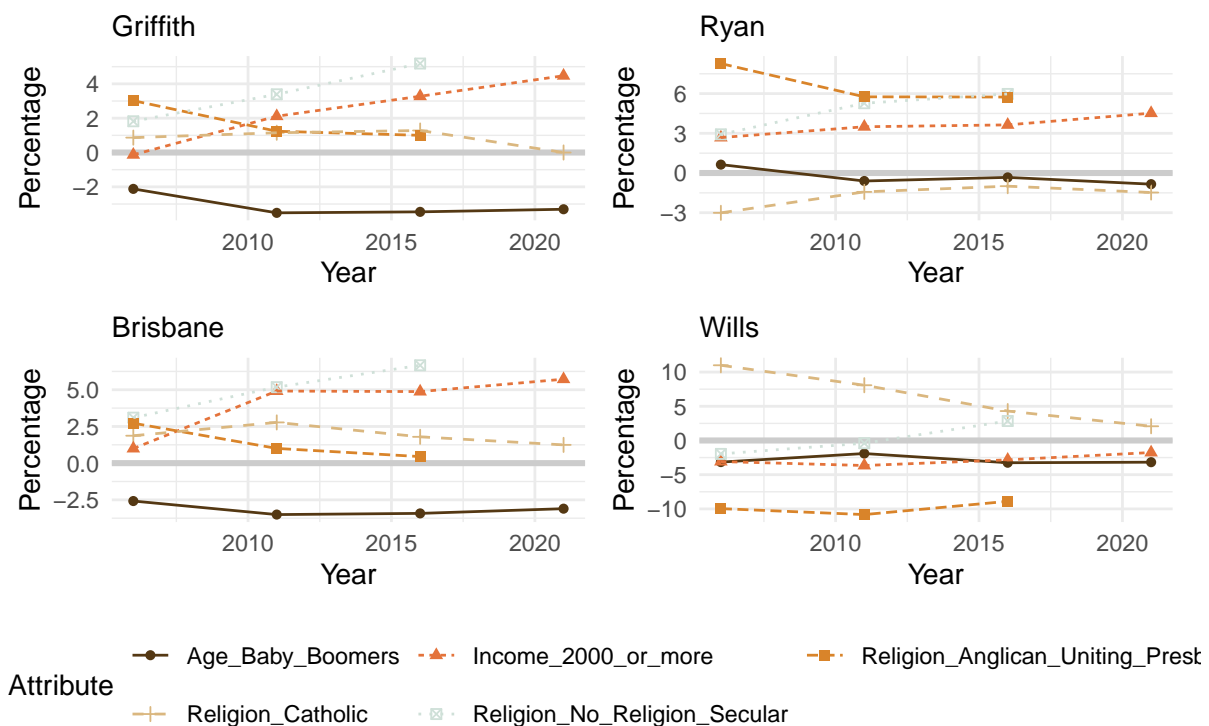 Griffith
Ryan
Percentage
4
2
0
−2
2010
2015
2020
Year
Percentage
6
3
0
−3
2010
2015
2020
Year
Brisbane
Wills
Percentage
5.0
2.5
0.0
−2.5
2010
2015
2020
Year
Percentage
10
5
0
−5
−10
2010
2015
2020
Year
Attribute
Age_Baby_Boomers
Income_2000_or_more
Religion_Anglican_Uniting_Presb
Religion_Catholic
Religion_No_Religion_Secular